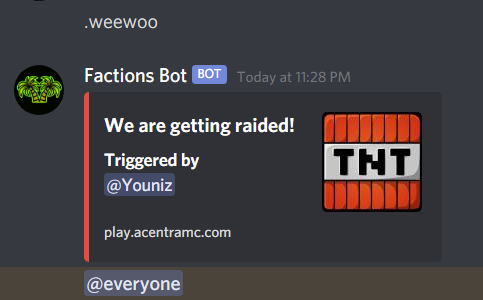 .weewoo
Factions Bot BOT Today at 11:28 PM
We are getting raided!
TNT
Triggered by
@Youniz
play.acentramc.com
@everyone